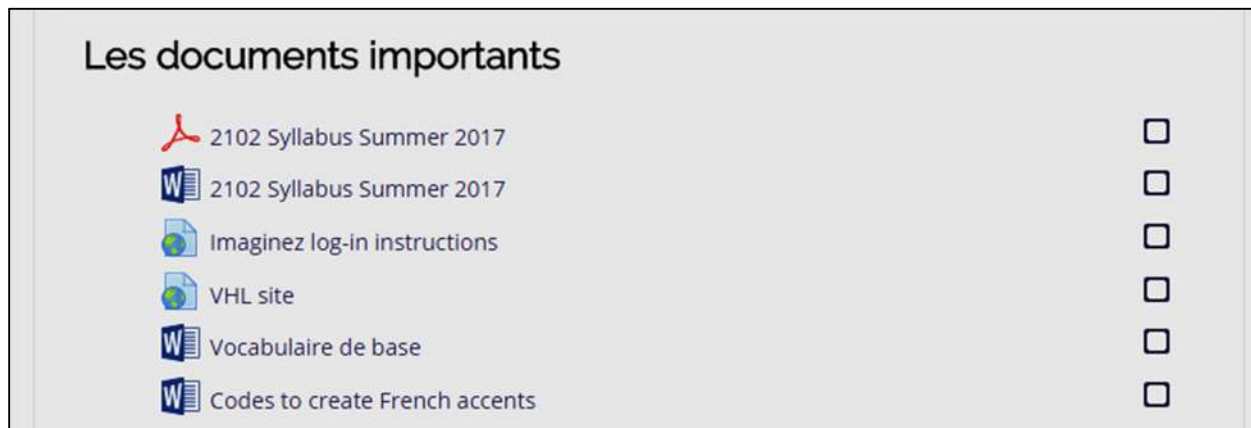 Les documents importants
2102 Syllabus Summer 2017
W 2102 Syllabus Summer 2017
Imaginez log-in instructions
VHL site
W Vocabulaire de base
W Codes to create French accents